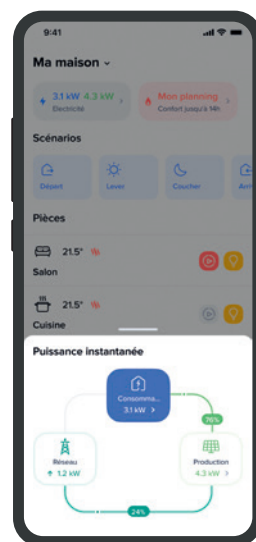 9:41
Ma maison
3.1 kW 4.3 kW
Électricité
Mon planning
Confort jusqu'à 14h
Scénarios
Départ Lever Coucher Arri
Pièces
21.5°
Salon
21.5°
Cuisine
Puissance instantanée
Consomma...
3.1 kW
76%
Réseau
1.2 kW
Production
4.3 kW
24%